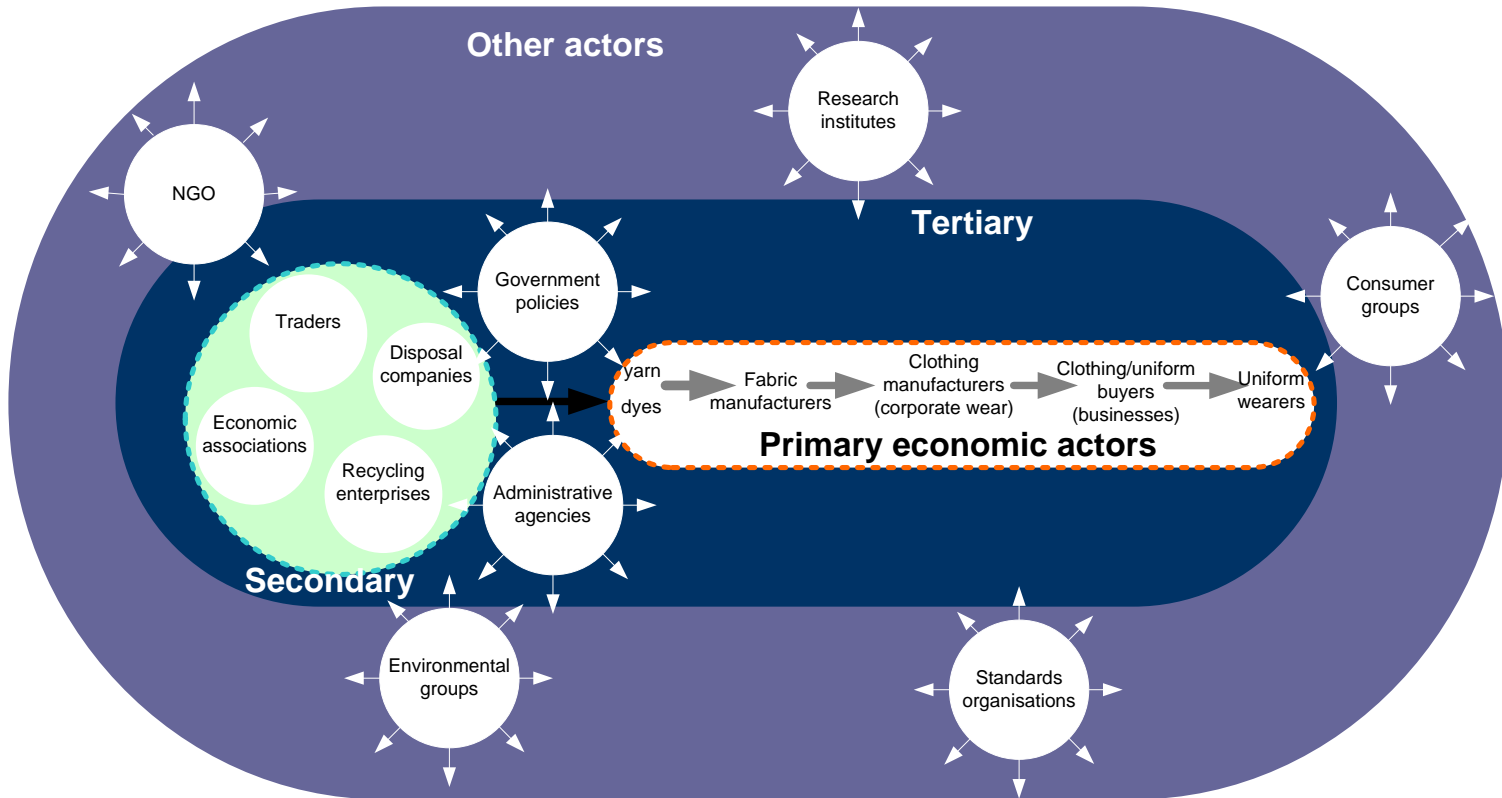 Other actors
Research
institutes
NGO
Tertiary
Government
policies
Consumer
groups
Traders
Disposal
companies
Economic
associations
Recycling
enterprises
yarn
dyes
Fabric
manufacturers
Clothing
manufacturers
(corporate wear)
Clothing/uniform
buyers
(businesses)
Uniform
wearers
Primary economic actors
Administrative
agencies
Secondary
Environmental
groups
Standards
organisations